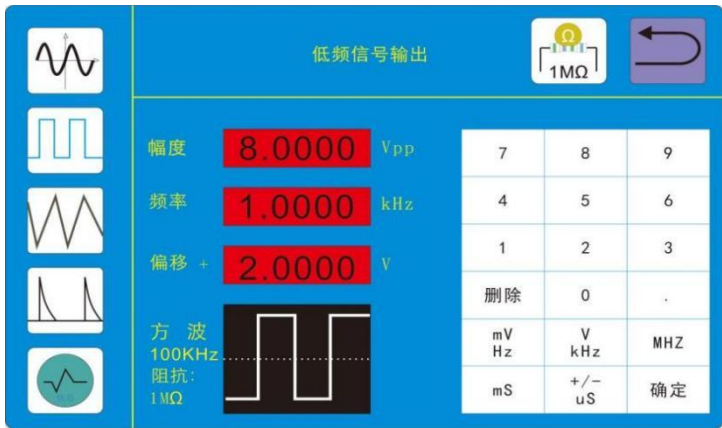 低频信号输出
Ω
1MΩ
幅度 8.0000 Vpp
频率 1.0000 kHz
偏移 + 2.0000 V
方 波
100KHz
阻抗:
1MΩ
7 8 9
4 5 6
1 2 3
删除 0 .
mV
Hz
V
kHz
MHZ
mS
+/-
uS
确定